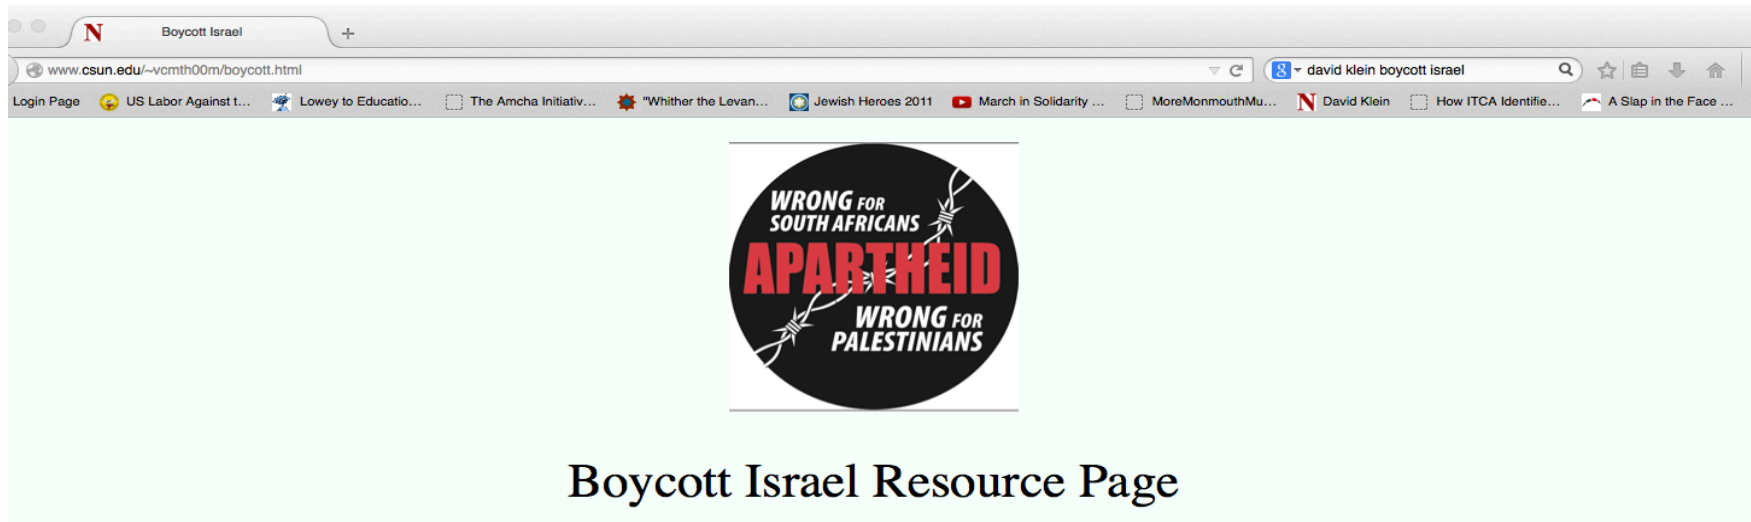 N Boycott Israel
www.csun.edu/~vcmth00m/boycott.html
8 david klein boycott israel
Login Page US Labor Against t... Lowey to Educatio... The Amcha Initiativ... "Whither the Levan... Jewish Heroes 2011 March in Solidarity ... MoreMonmouthMu... N David Klein How ITCA Identifie... A Slap in the Face ...
WRONG FOR
SOUTH AFRICANS
APARTHEID
WRONG FOR
PALESTINIANS
Boycott Israel Resource Page